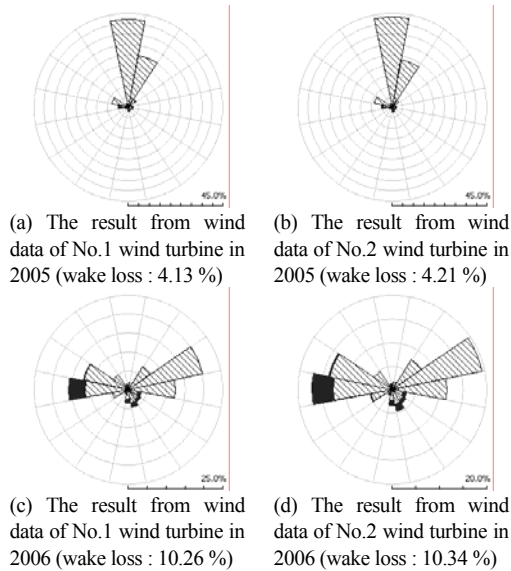 45.0%
45.0%
(a) The result from wind
data of No.1 wind turbine in
2005 (wake loss : 4.13 %)
(b) The result from wind
data of No.2 wind turbine in
2005 (wake loss : 4.21 %)
25.0%
20.0%
(c) The result from wind
data of No.1 wind turbine in
2006 (wake loss : 10.26 %)
(d) The result from wind
data of No.2 wind turbine in
2006 (wake loss : 10.34 %)